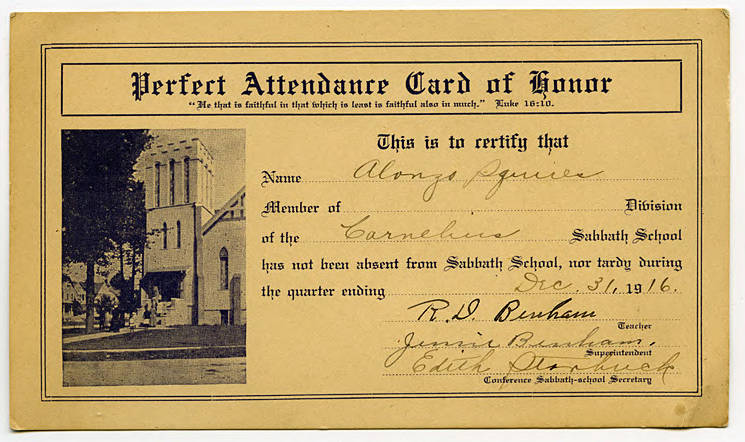 Perfect Attendance Card of Honor
"He that is faithful in that which is least is faithful also in much." Luke 16:10.
This is to certify that
Name Alonzo Squires
Member of Division
of the Cornelius Sabbath School
has not been absent from Sabbath School, nor tardy during
the quarter ending Dec. 31, 1916.
R. D. Benham
Teacher
Jennie Benham.
Superintendent
Edith Starbuck
Conference Sabbath-school Secretary